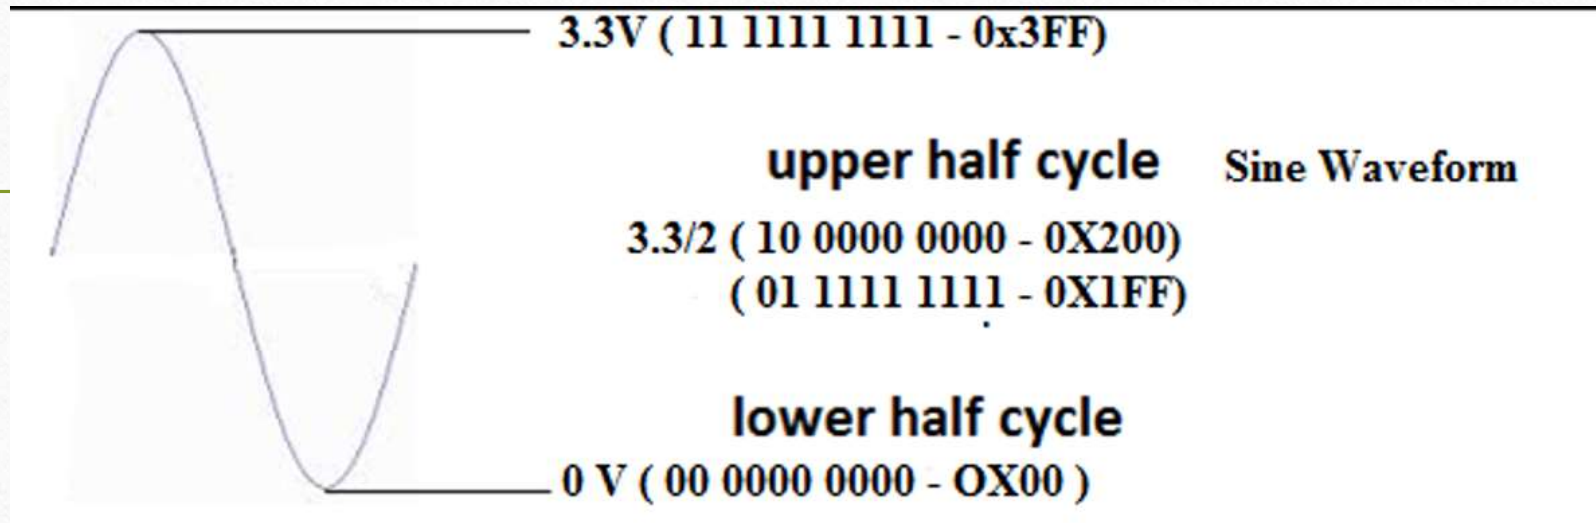 3.3V ( 11 1111 1111 - 0x3FF)
upper half cycle Sine Waveform
3.3/2 ( 10 0000 0000 - 0X200)
( 01 1111 1111 - 0X1FF)
lower half cycle
0 V ( 00 0000 0000 - OX00 )